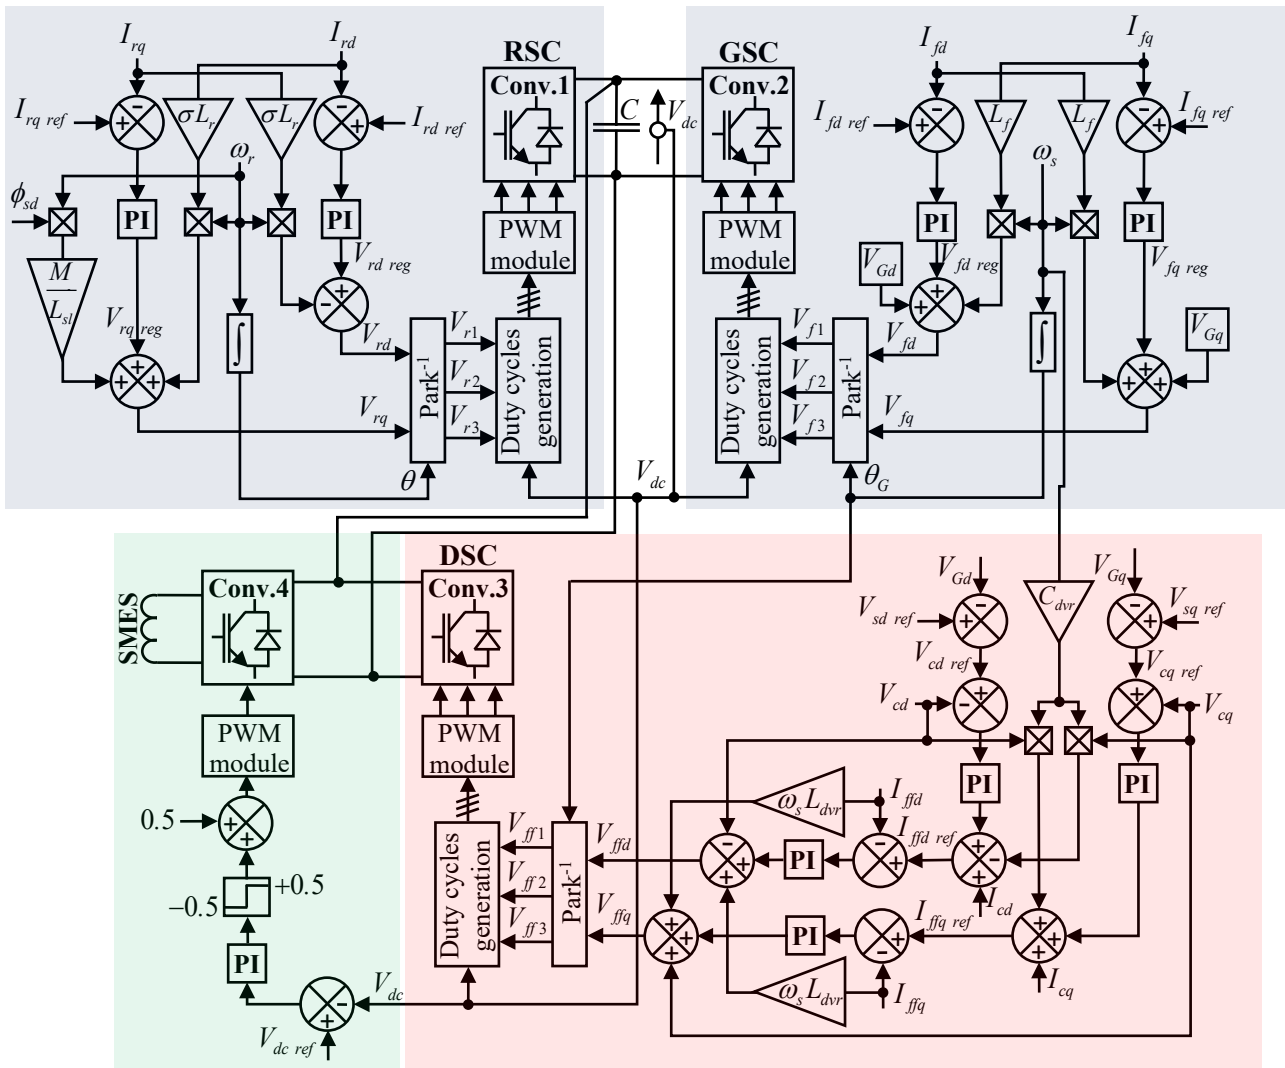 I_rq
I_rd
RSC
GSC
I_fd
I_fq
Conv.1
Conv.2
C
V_dc
I_rq ref
σL_r
σL_r
I_rd ref
I_fd ref
L_f
L_f
I_fq ref
ω_r
ω_s
ϕ_sd
PI
PI
PI
PI
PWM
module
PWM
module
V_rd reg
V_Gd
V_fd reg
V_fq reg
M
L_sl
V_rq reg
∫
∫
V_Gq
V_rd
V_r1
V_r2
V_r3
V_rq
Park⁻¹
Duty cycles
generation
Duty cycles
generation
V_f1
V_f2
V_f3
Park⁻¹
V_fd
V_fq
θ
V_dc
θ_G
DSC
SMES
Conv.4
Conv.3
V_Gd
V_Gq
C_dvr
V_sd ref
V_sq ref
V_cd ref
V_cq ref
V_cd
V_cq
PWM
module
PWM
module
PI
PI
0.5
ω_s L_dvr
I_ffd
I_ffd ref
V_ff1
V_ff2
V_ff3
V_ffd
V_ffq
PI
+0.5
−0.5
Duty cycles
generation
Park⁻¹
I_cd
PI
I_ffq ref
PI
ω_s L_dvr
I_ffq
I_cq
V_dc
V_dc ref